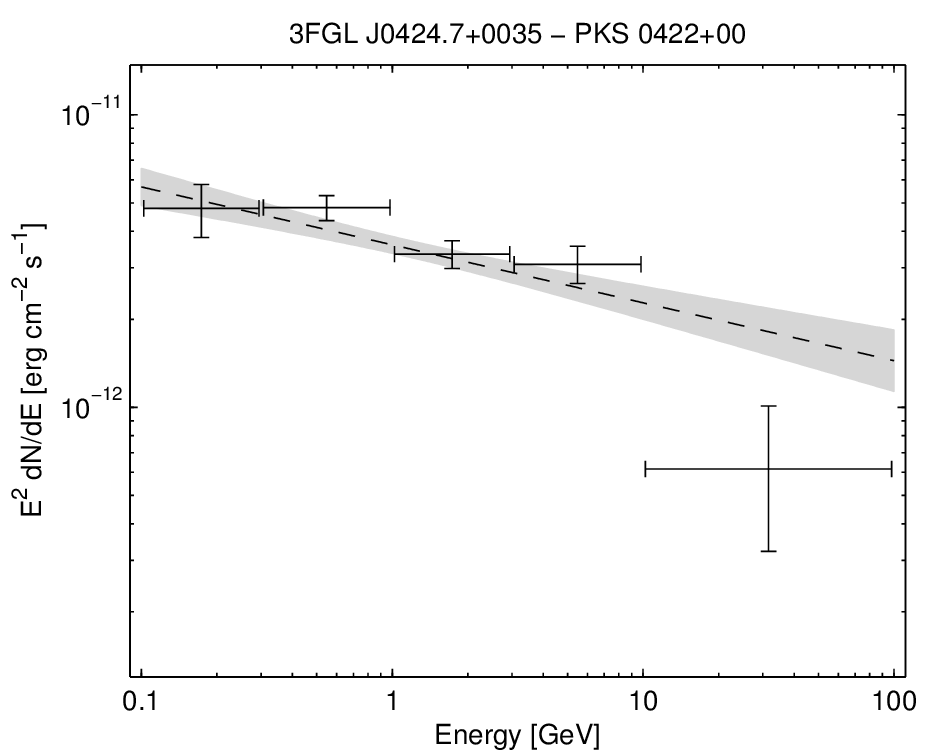 3FGL J0424.7+0035 − PKS 0422+00
10⁻¹¹
10⁻¹²
E² dN/dE [erg cm⁻² s⁻¹]
0.1 1 10 100
Energy [GeV]